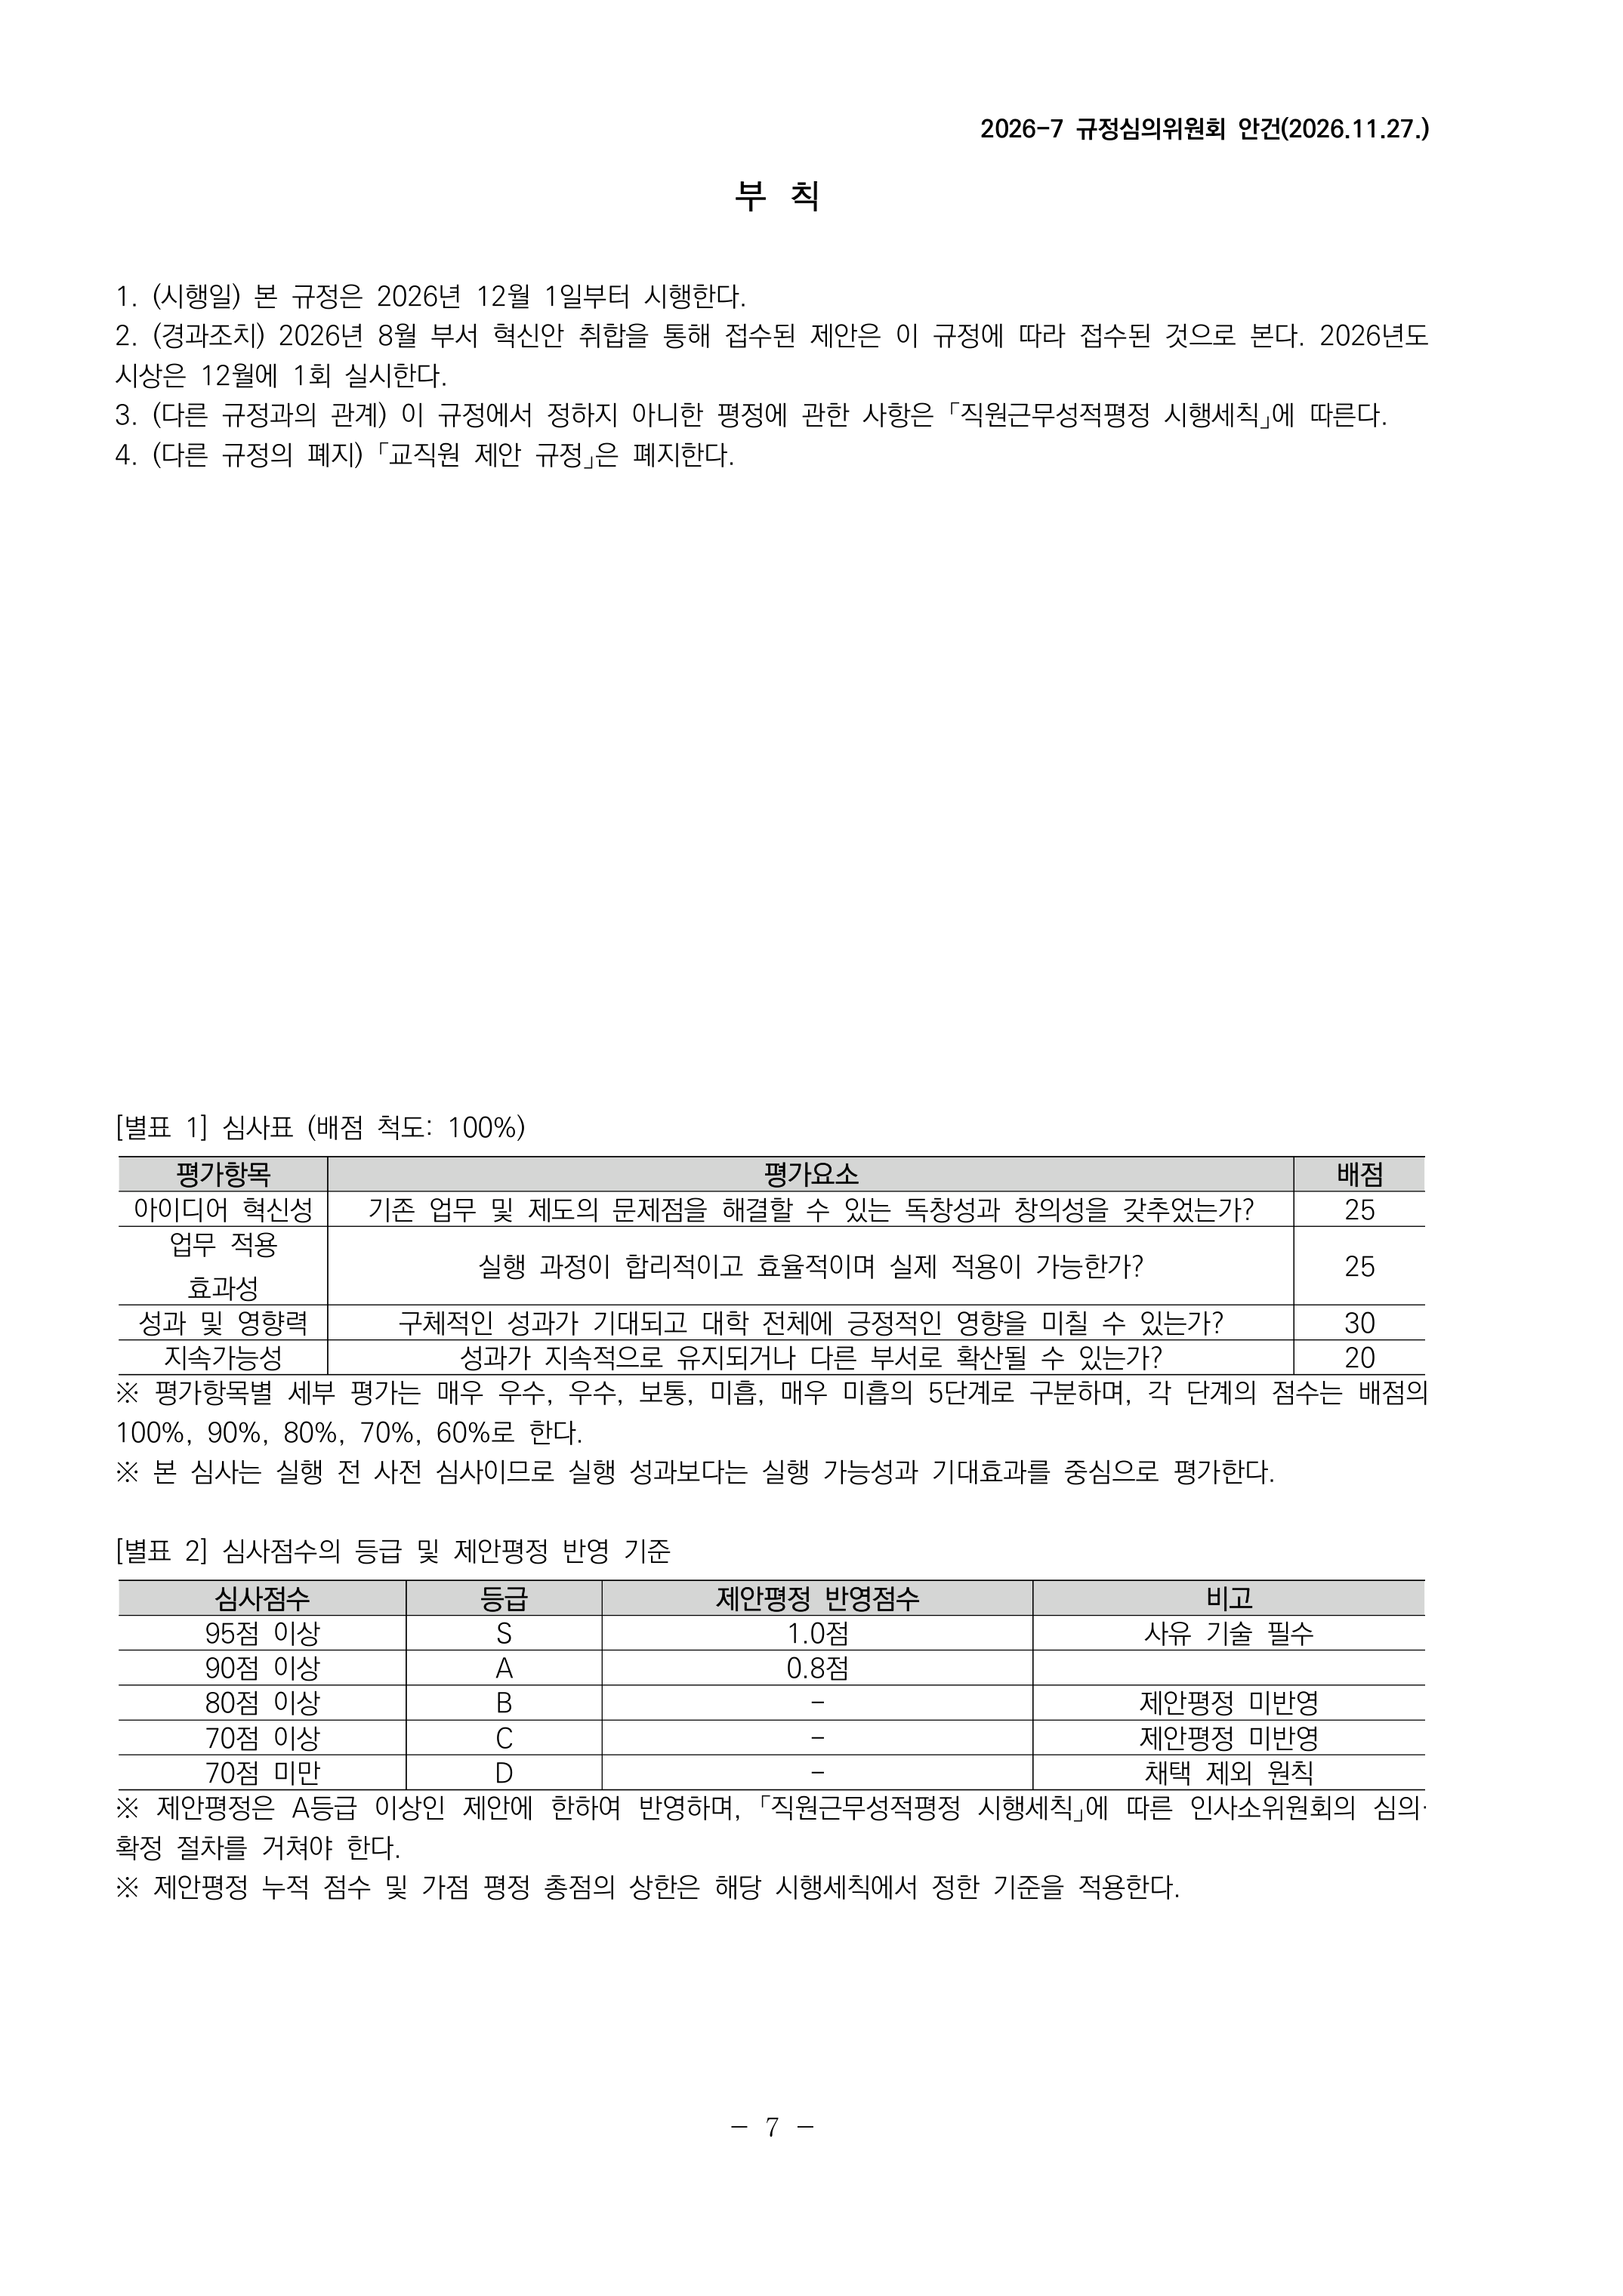 2026-7 규정심의위원회 안건(2026.11.27.)
부 칙
1. (시행일) 본 규정은 2026년 12월 1일부터 시행한다.
2. (경과조치) 2026년 8월 부서 혁신안 취합을 통해 접수된 제안은 이 규정에 따라 접수된 것으로 본다. 2026년도
시상은 12월에 1회 실시한다.
3. (다른 규정과의 관계) 이 규정에서 정하지 아니한 평정에 관한 사항은 「직원근무성적평정 시행세칙」에 따른다.
4. (다른 규정의 폐지) 「교직원 제안 규정」은 폐지한다.
[별표 1] 심사표 (배점 척도: 100%)
평가항목 평가요소 배점
아이디어 혁신성 기존 업무 및 제도의 문제점을 해결할 수 있는 독창성과 창의성을 갖추었는가? 25
업무 적용
효과성 실행 과정이 합리적이고 효율적이며 실제 적용이 가능한가? 25
성과 및 영향력 구체적인 성과가 기대되고 대학 전체에 긍정적인 영향을 미칠 수 있는가? 30
지속가능성 성과가 지속적으로 유지되거나 다른 부서로 확산될 수 있는가? 20
※ 평가항목별 세부 평가는 매우 우수, 우수, 보통, 미흡, 매우 미흡의 5단계로 구분하며, 각 단계의 점수는 배점의
100%, 90%, 80%, 70%, 60%로 한다.
※ 본 심사는 실행 전 사전 심사이므로 실행 성과보다는 실행 가능성과 기대효과를 중심으로 평가한다.
[별표 2] 심사점수의 등급 및 제안평정 반영 기준
심사점수 등급 제안평정 반영점수 비고
95점 이상 S 1.0점 사유 기술 필수
90점 이상 A 0.8점
80점 이상 B - 제안평정 미반영
70점 이상 C - 제안평정 미반영
70점 미만 D - 채택 제외 원칙
※ 제안평정은 A등급 이상인 제안에 한하여 반영하며, 「직원근무성적평정 시행세칙」에 따른 인사소위원회의 심의·
확정 절차를 거쳐야 한다.
※ 제안평정 누적 점수 및 가점 평정 총점의 상한은 해당 시행세칙에서 정한 기준을 적용한다.
- 7 -